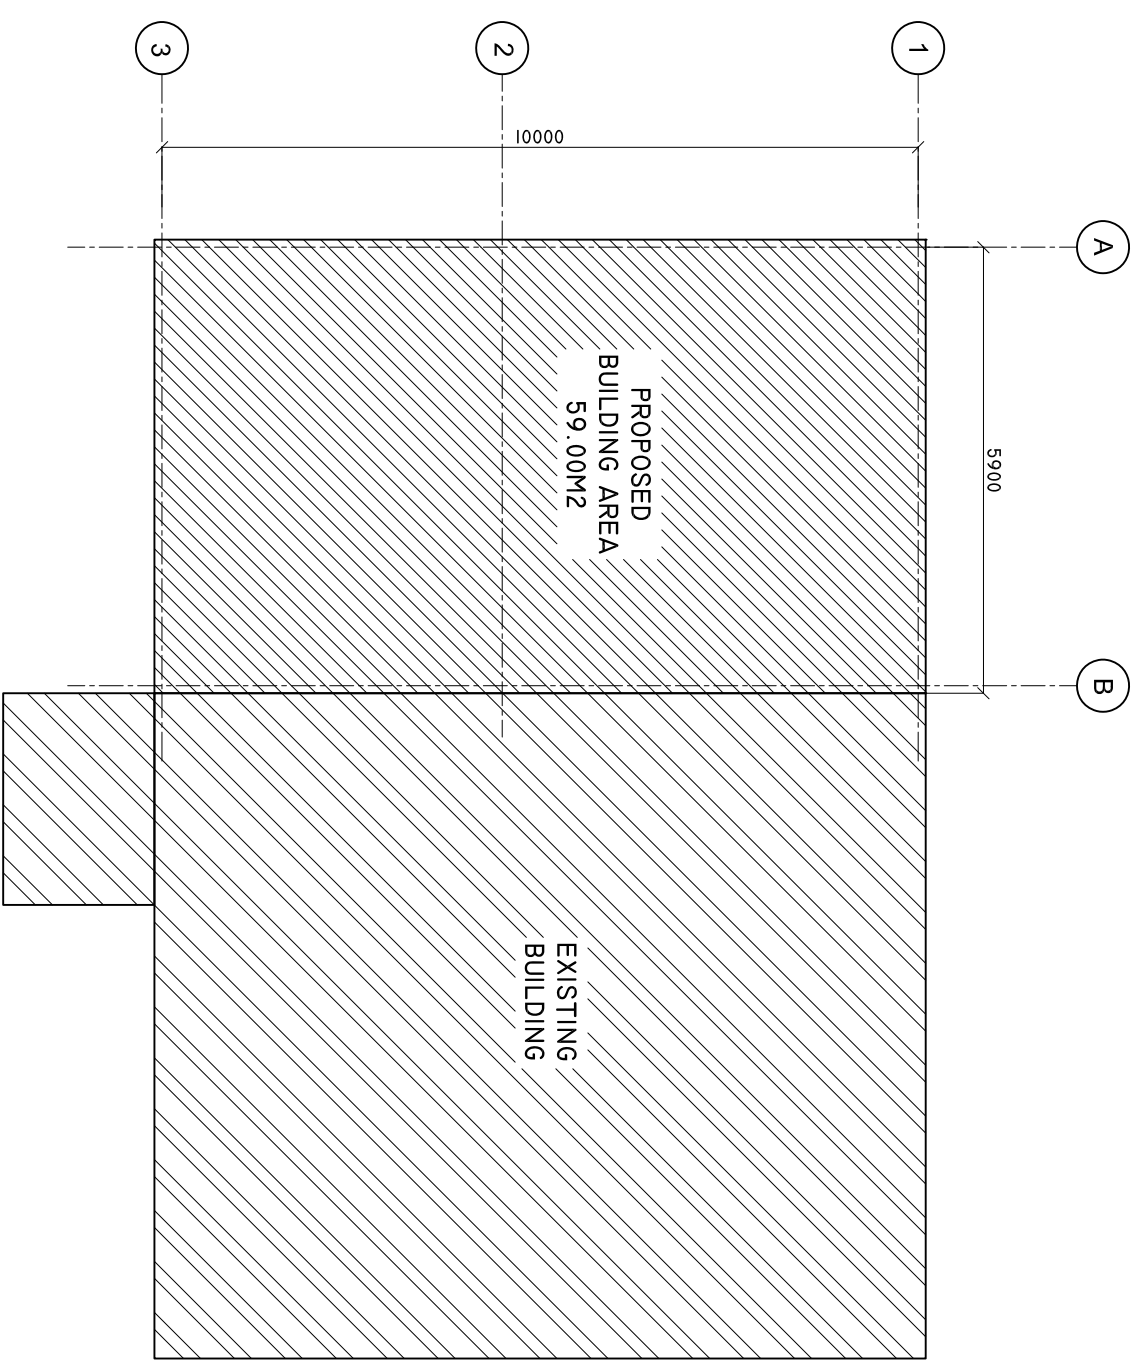 A
B
1
2
3
5900
10000
PROPOSED
BUILDING AREA
59.00M2
EXISTING
BUILDING